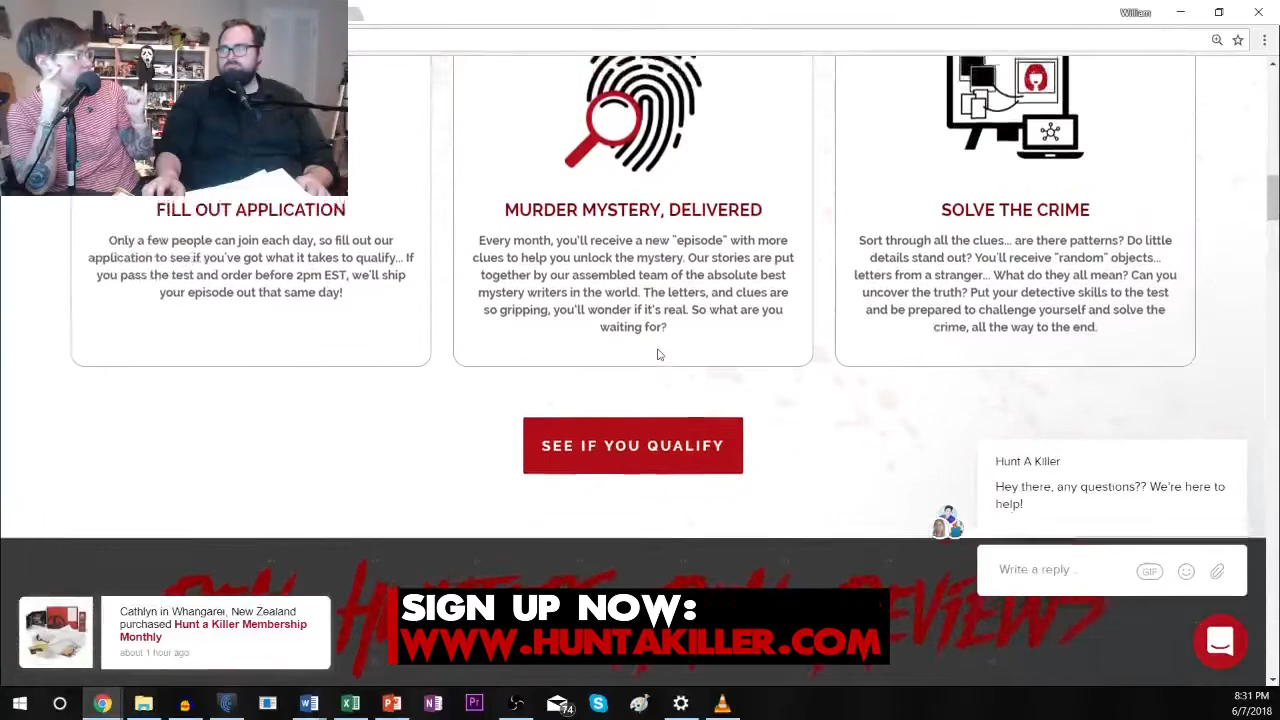 William
FILL OUT APPLICATION
Only a few people can join each day, so fill out our
application to see if you've got what it takes to qualify... If
you pass the test and order before 2pm EST, we'll ship
your episode out that same day!
MURDER MYSTERY, DELIVERED
Every month, you'll receive a new "episode" with more
clues to help you unlock the mystery. Our stories are put
together by our assembled team of the absolute best
mystery writers in the world. The letters, and clues are
so gripping, you'll wonder if it's real. So what are you
waiting for?
SOLVE THE CRIME
Sort through all the clues... are there patterns? Do little
details stand out? You'll receive "random" objects...
letters from a stranger... What do they all mean? Can you
uncover the truth? Put your detective skills to the test
and be prepared to challenge yourself and solve the
crime, all the way to the end.
SEE IF YOU QUALIFY
Hunt A Killer
Hey there, any questions?? We're here to
help!
Write a reply..
GIF
REVIEWS
Cathlyn in Whangarei, New Zealand
purchased Hunt a Killer Membership
Monthly
about 1 hour ago
SIGN UP NOW:
WWW.HUNTAKILLER.COM
74
8:31 PM
6/7/2018